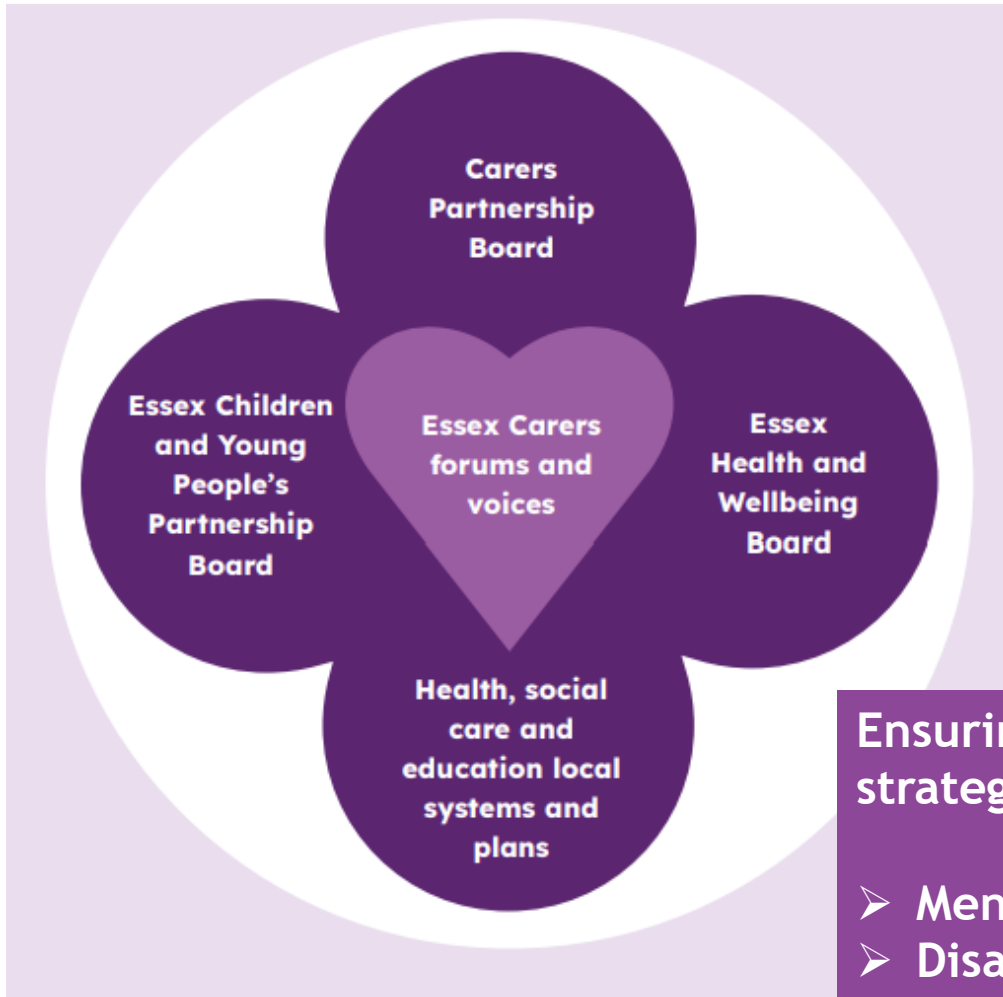 Carers
Partnership
Board
Essex Children
and Young
People's
Partnership
Board
Essex Carers
forums and
voices
Essex
Health and
Wellbeing
Board
Health, social
care and
education local
systems and
plans
➤
➤